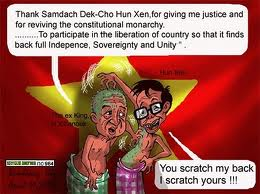 Thank Samdach Dek-Cho Hun Xen,for giving me justice and
for reviving the constitutional monarchy.
..........To participate in the liberation of country so that it finds
back full Indepence, Sovereignty and Unity " .
Hun
The ex King,
You scratch my back
I scratch yours !!!